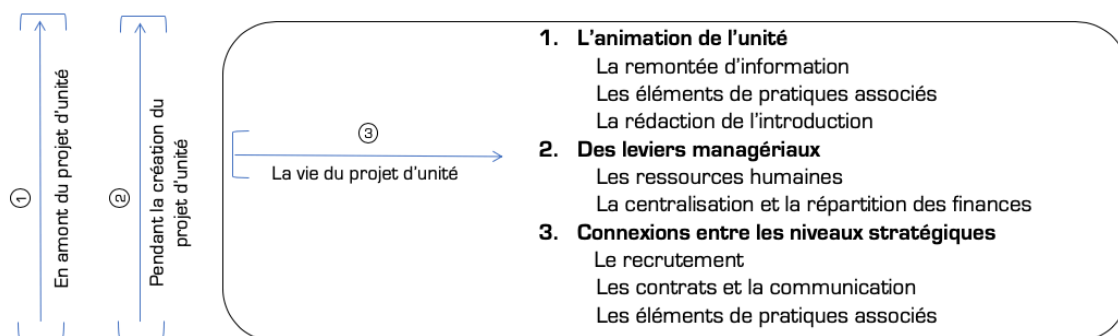 ①
En amont du projet d'unité
②
Pendant la création du
projet d'unité
③
La vie du projet d'unité
1. L'animation de l'unité
La remontée d'information
Les éléments de pratiques associés
La rédaction de l'introduction
2. Des leviers managériaux
Les ressources humaines
La centralisation et la répartition des finances
3. Connexions entre les niveaux stratégiques
Le recrutement
Les contrats et la communication
Les éléments de pratiques associés